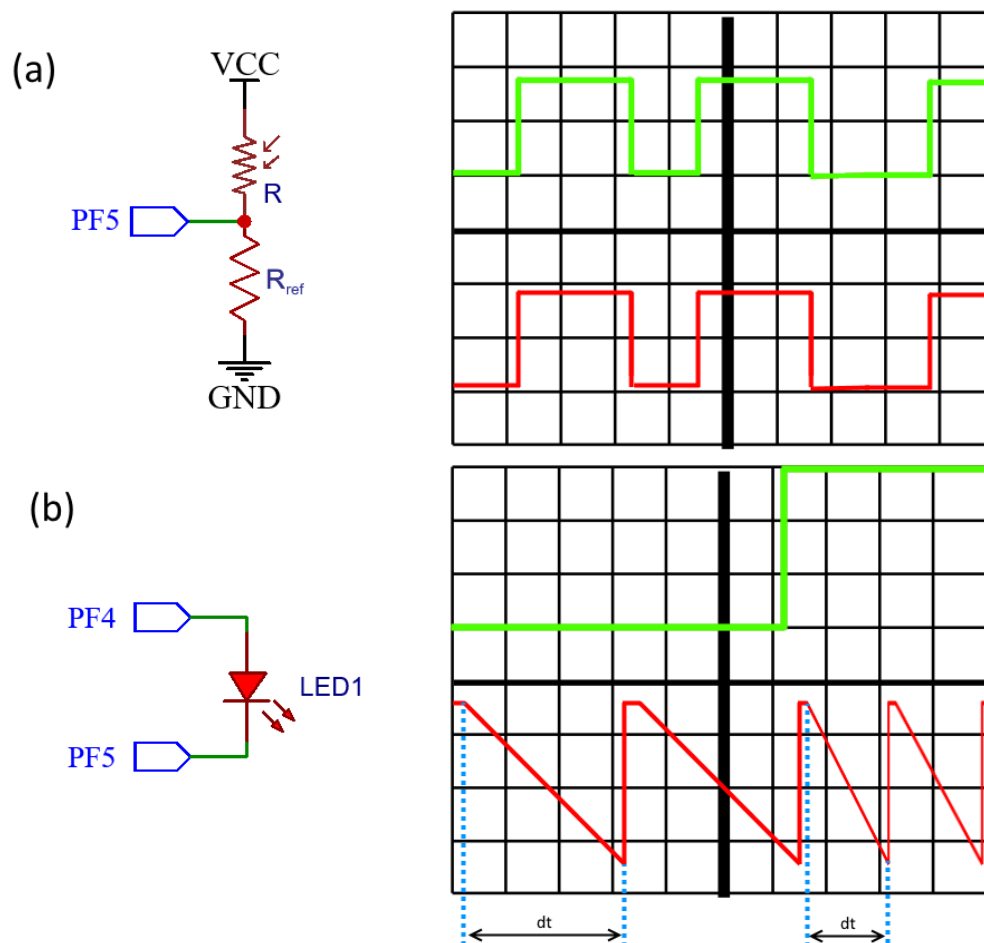 (a)
VCC
R
PF5
Rref
GND
(b)
PF4
LED1
PF5
dt
dt